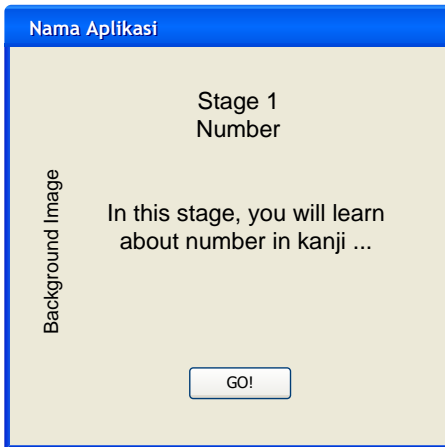 Nama Aplikasi
Stage 1
Number
Background Image
In this stage, you will learn
about number in kanji ...
GO!